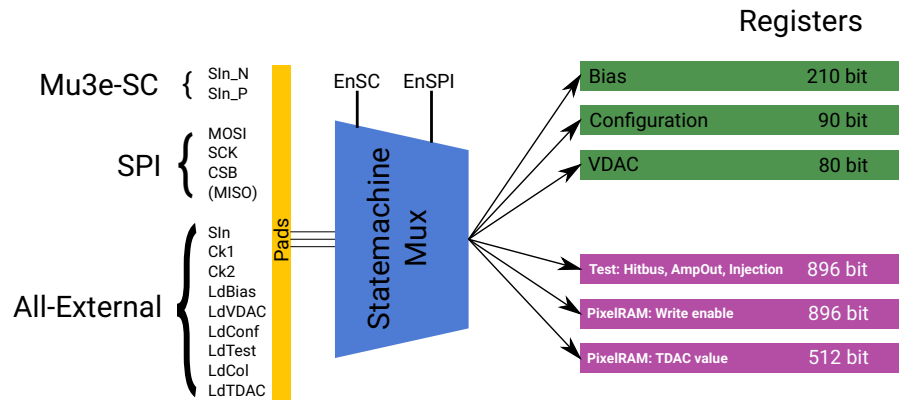 Registers
Mu3e-SC
SIn_N
SIn_P
SPI
MOSI
SCK
CSB
(MISO)
All-External
SIn
Ck1
Ck2
LdBias
LdVDAC
LdConf
LdTest
LdCol
LdTDAC
Pads
EnSC
EnSPI
Statemachine
Mux
Bias 210 bit
Configuration 90 bit
VDAC 80 bit
Test: Hitbus, AmpOut, Injection 896 bit
PixelRAM: Write enable 896 bit
PixelRAM: TDAC value 512 bit